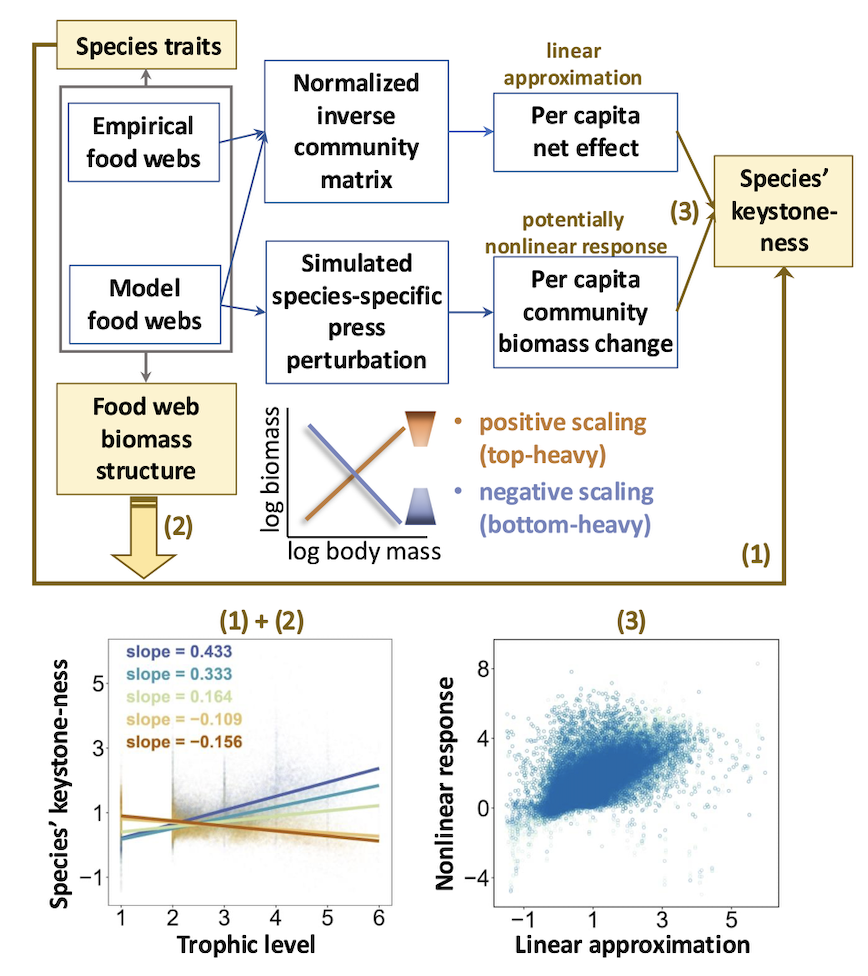 Species traits
Empirical
food webs
Model
food webs
Normalized
inverse
community
matrix
linear
approximation
Per capita
net effect
Simulated
species-specific
press
perturbation
potentially
nonlinear response
Per capita
community
biomass change
(3)
Species’
keystone-
ness
Food web
biomass
structure
(2)
log biomass
log body mass
• positive scaling
(top-heavy)
• negative scaling
(bottom-heavy)
(1)
(1) + (2)
slope = 0.433
slope = 0.333
slope = 0.164
slope = −0.109
slope = −0.156
Species’ keystone-ness
5
3
1
−1
1 2 3 4 5 6
Trophic level
(3)
Nonlinear response
8
4
0
−4
−1 1 3 5
Linear approximation